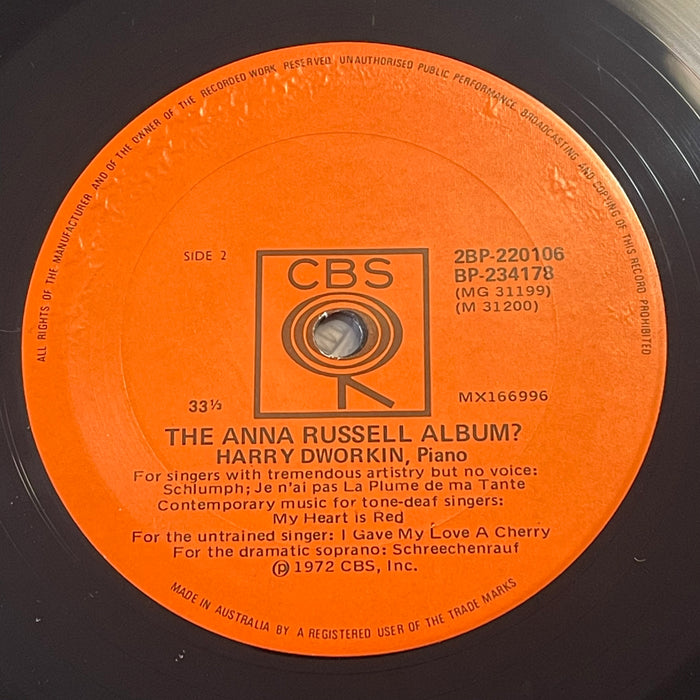 ALL RIGHTS OF THE MANUFACTURER AND OF THE OWNER OF THE RECORDED WORK RESERVED UNAUTHORISED PUBLIC PERFORMANCE BROADCASTING AND COPYING OF THIS RECORD PROHIBITED
SIDE 2
CBS
2BP-220106
BP-234178
(MG 31199)
(M 31200)
33⅓
MX166996
THE ANNA RUSSELL ALBUM?
HARRY DWORKIN, Piano
For singers with tremendous artistry but no voice:
Schlumph; Je n'ai pas La Plume de ma Tante
Contemporary music for tone-deaf singers:
My Heart is Red
For the untrained singer: I Gave My Love A Cherry
For the dramatic soprano: Schreechenrauf
℗ 1972 CBS, Inc.
MADE IN AUSTRALIA BY A REGISTERED USER OF THE TRADE MARKS